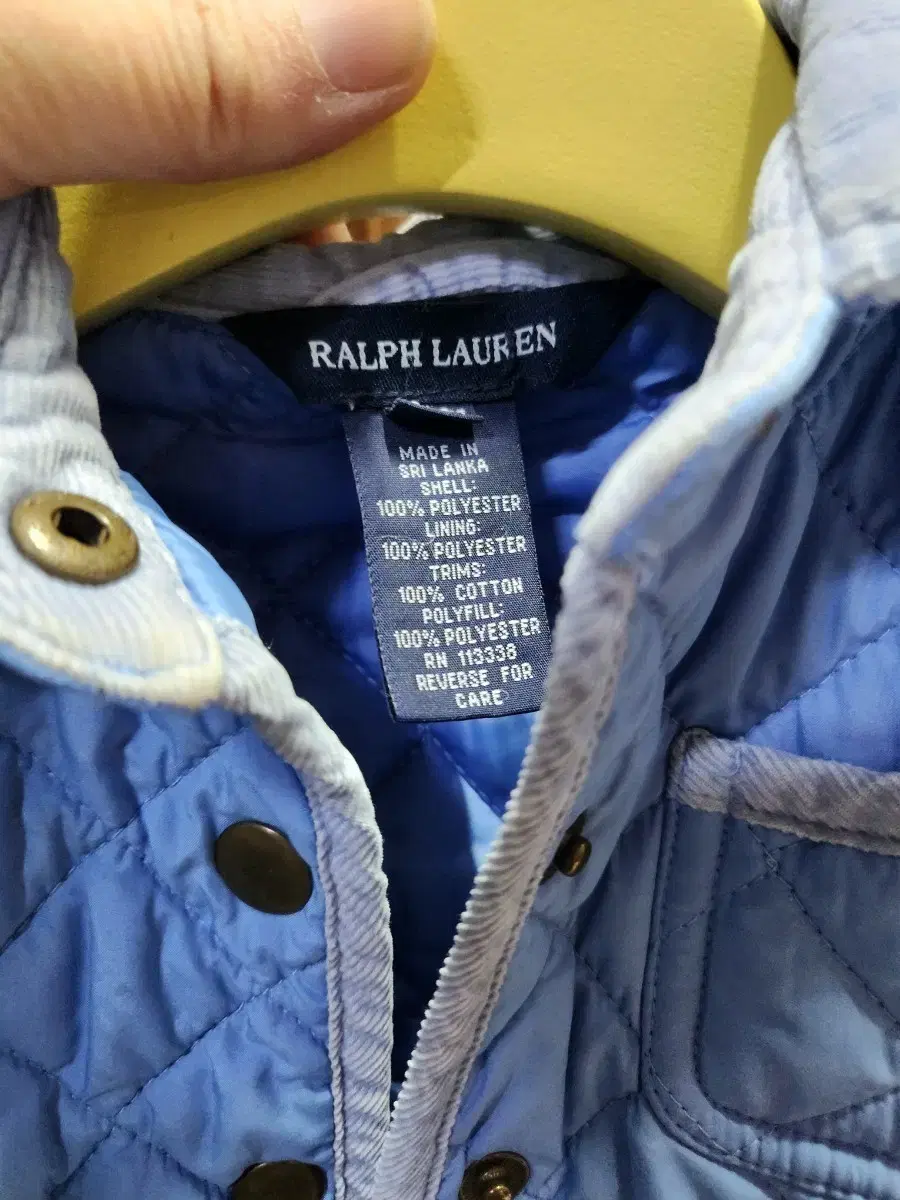 RALPH LAUREN
MADE IN
SRI LANKA
SHELL:
100% POLYESTER
LINING:
100% POLYESTER
TRIMS:
100% COTTON
POLYFILL:
100% POLYESTER
RN 113338
REVERSE FOR
CARE